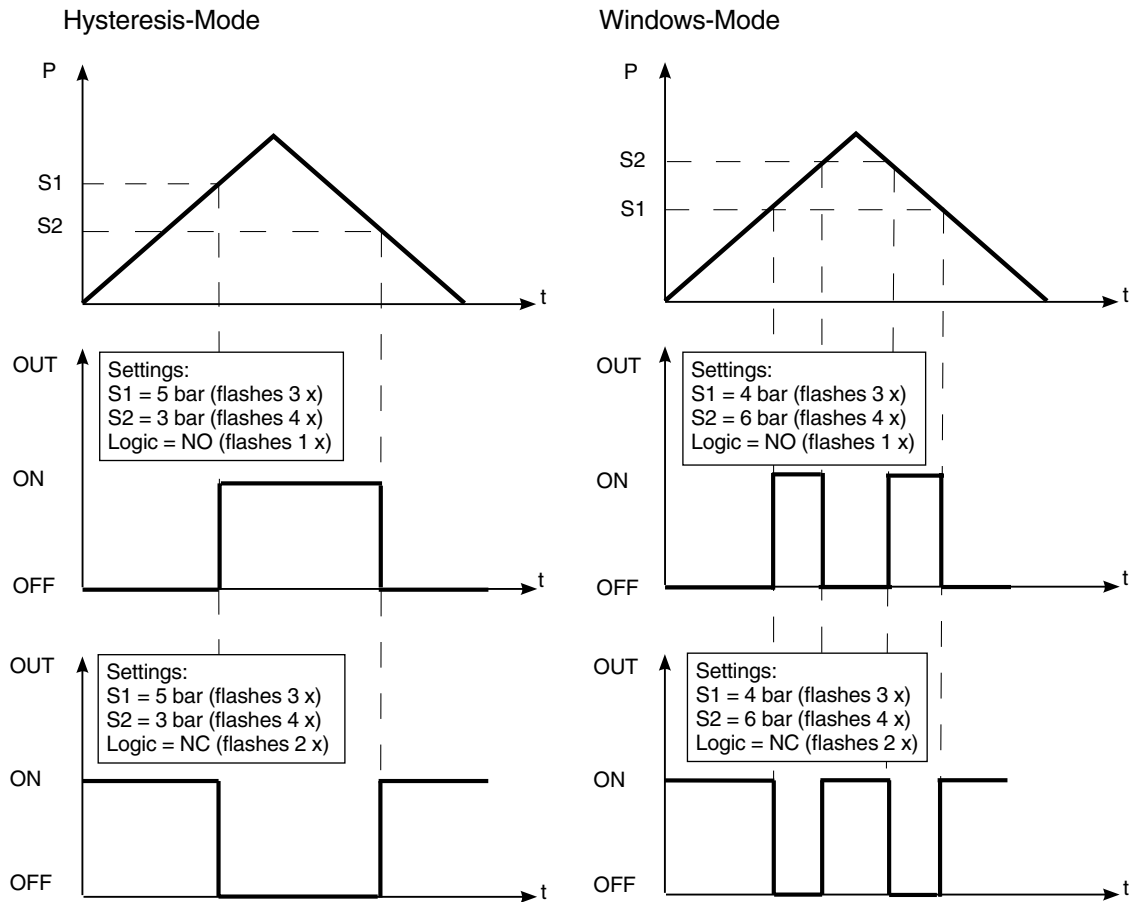 Hysteresis-Mode
P
S1
S2
t
OUT
Settings:
S1 = 5 bar (flashes 3 x)
S2 = 3 bar (flashes 4 x)
Logic = NO (flashes 1 x)
ON
OFF
t
OUT
Settings:
S1 = 5 bar (flashes 3 x)
S2 = 3 bar (flashes 4 x)
Logic = NC (flashes 2 x)
ON
OFF
t
Windows-Mode
P
S2
S1
t
OUT
Settings:
S1 = 4 bar (flashes 3 x)
S2 = 6 bar (flashes 4 x)
Logic = NO (flashes 1 x)
ON
OFF
t
OUT
Settings:
S1 = 4 bar (flashes 3 x)
S2 = 6 bar (flashes 4 x)
Logic = NC (flashes 2 x)
ON
OFF
t